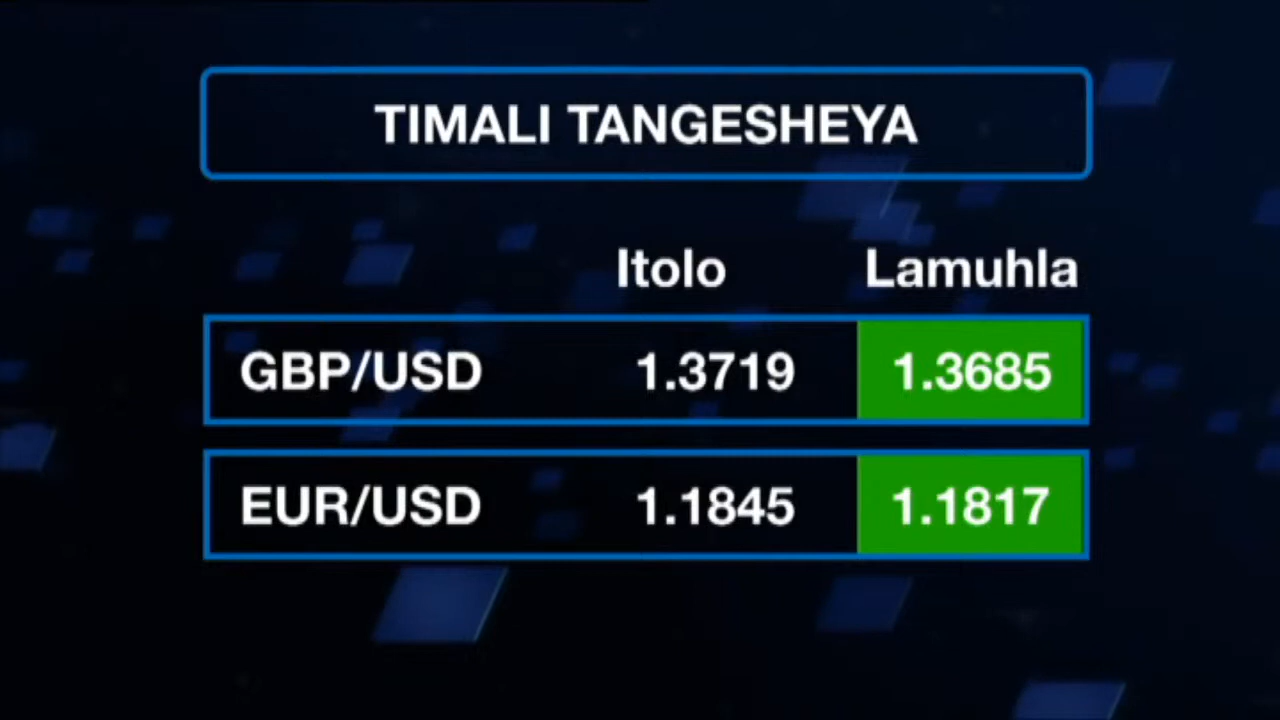 TIMALI TANGESHEYA
Itolo Lamuhla
GBP/USD 1.3719 1.3685
EUR/USD 1.1845 1.1817